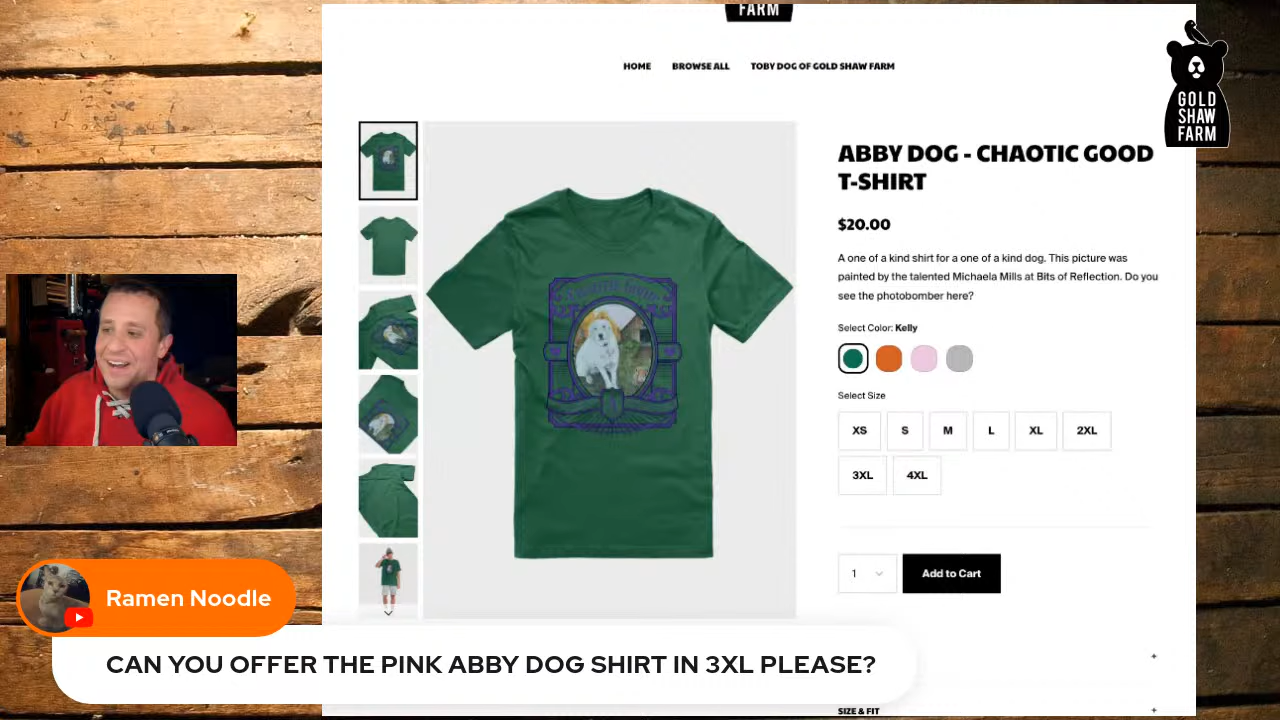 FARM
HOME BROWSE ALL TOBY DOG OF GOLD SHAW FARM
GOLD
SHAW
FARM
ABBY DOG - CHAOTIC GOOD
T-SHIRT
$20.00
A one of a kind shirt for a one of a kind dog. This picture was
painted by the talented Michaela Mills at Bits of Reflection. Do you
see the photobomber here?
Select Color: Kelly
Select Size
XS S M L XL 2XL
3XL 4XL
1 Add to Cart
Ramen Noodle
CAN YOU OFFER THE PINK ABBY DOG SHIRT IN 3XL PLEASE?
SIZE & FIT